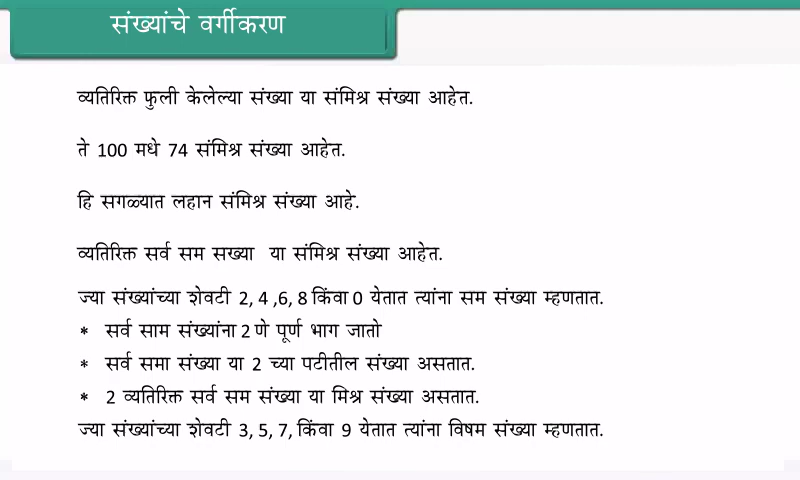 संख्यांचे वर्गीकरण
व्यतिरिक्त फुली केलेल्या संख्या या संमिश्र संख्या आहेत.
ते 100 मधे 74 संमिश्र संख्या आहेत.
हि सगळ्यात लहान संमिश्र संख्या आहे.
व्यतिरिक्त सर्व सम सख्या या संमिश्र संख्या आहेत.
ज्या संख्यांच्या शेवटी 2, 4 ,6, 8 किंवा 0 येतात त्यांना सम संख्या म्हणतात.
* सर्व साम संख्यांना 2 णे पूर्ण भाग जातो
* सर्व समा संख्या या 2 च्या पटीतील संख्या असतात.
* 2 व्यतिरिक्त सर्व सम संख्या या मिश्र संख्या असतात.
ज्या संख्यांच्या शेवटी 3, 5, 7, किंवा 9 येतात त्यांना विषम संख्या म्हणतात.